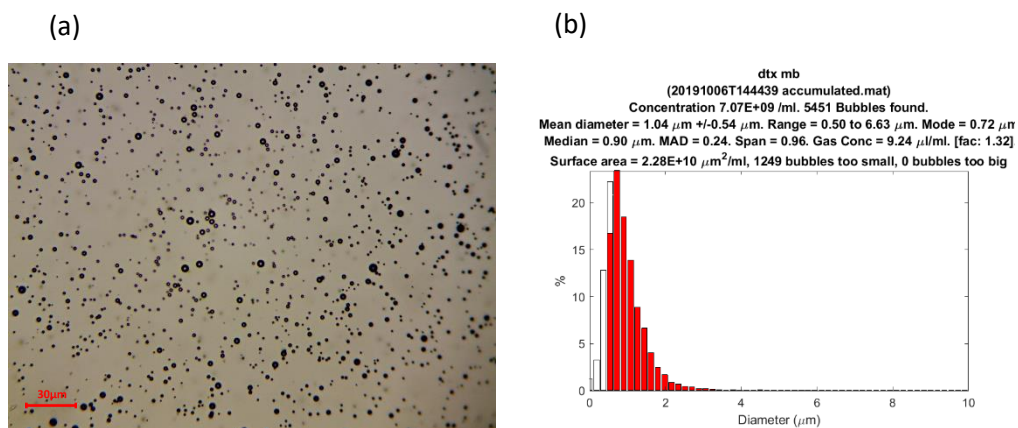 (a)
(b)
30μm
dtx mb
(20191006T144439 accumulated.mat)
Concentration 7.07E+09 /ml. 5451 Bubbles found.
Mean diameter = 1.04 μm +/-0.54 μm. Range = 0.50 to 6.63 μm. Mode = 0.72 μm
Median = 0.90 μm. MAD = 0.24. Span = 0.96. Gas Conc = 9.24 μl/ml. [fac: 1.32]
Surface area = 2.28E+10 μm²/ml, 1249 bubbles too small, 0 bubbles too big
%
20
15
10
5
0
0 2 4 6 8 10
Diameter (μm)